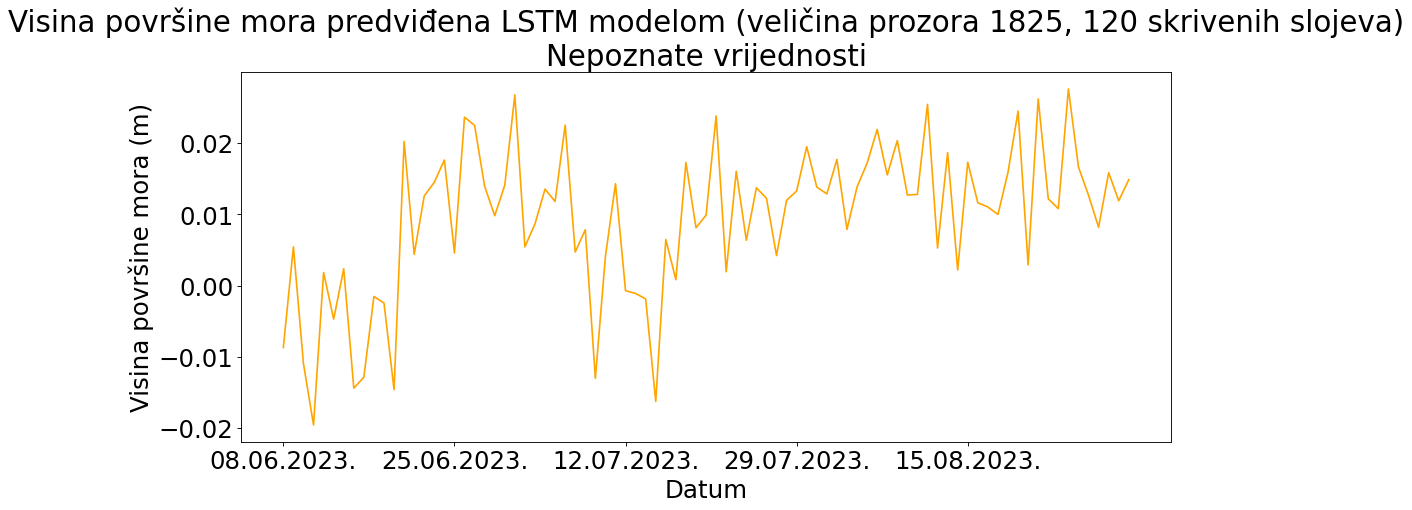 Visina površine mora predviđena LSTM modelom (veličina prozora 1825, 120 skrivenih slojeva)
Nepoznate vrijednosti
Visina površine mora (m)
0.02
0.01
0.00
−0.01
−0.02
08.06.2023. 25.06.2023. 12.07.2023. 29.07.2023. 15.08.2023.
Datum